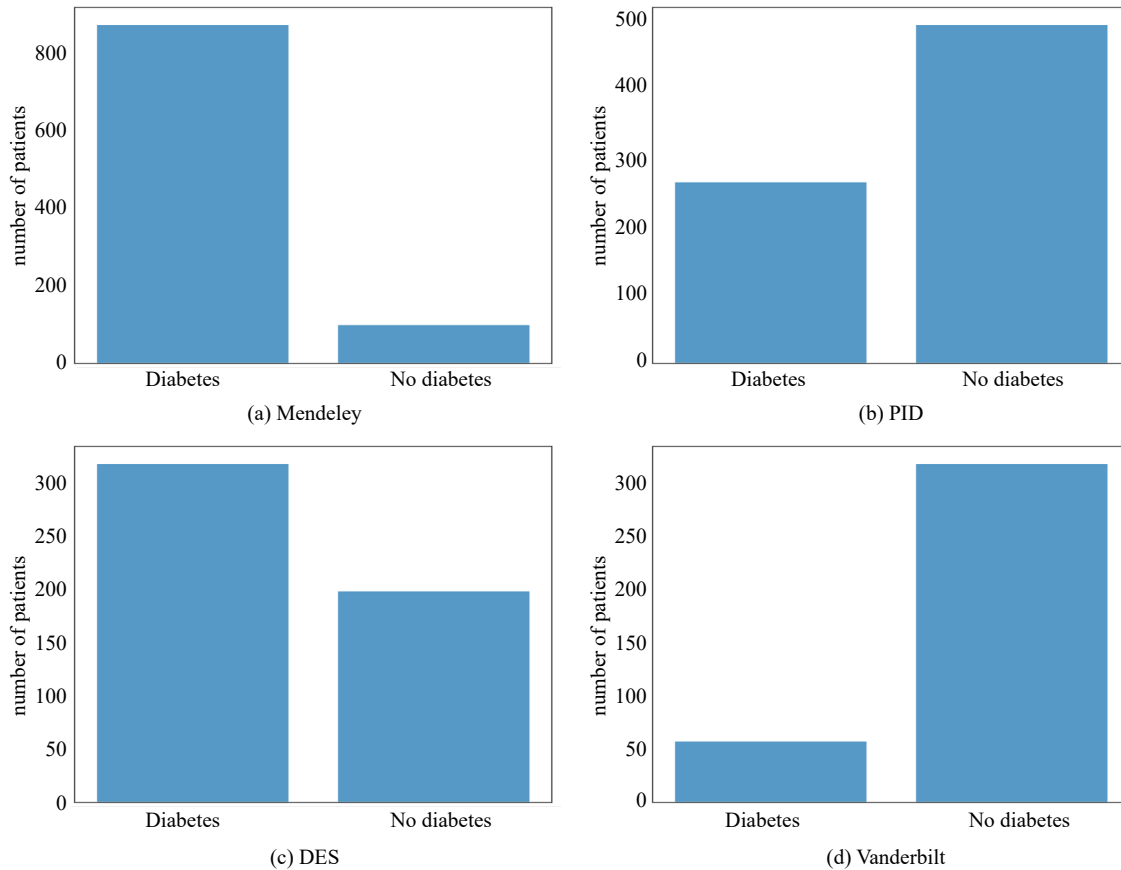 number of patients
800
600
400
200
0
Diabetes
No diabetes
(a) Mendeley
number of patients
500
400
300
200
100
0
Diabetes
No diabetes
(b) PID
number of patients
300
250
200
150
100
50
0
Diabetes
No diabetes
(c) DES
number of patients
300
250
200
150
100
50
0
Diabetes
No diabetes
(d) Vanderbilt